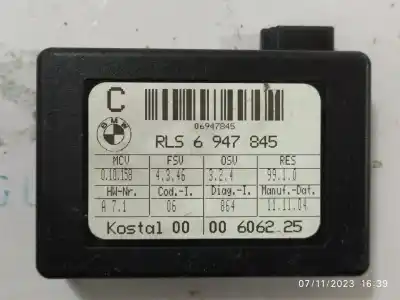 C
06947845
BMW
RLS 6 947 845
MCV FSV OSV RES
0.10.158 4.3.46 3.2.4 99.1.0
HW-Nr. Cod.-I. Diag.-I. Manuf.-Dat.
A 7.1 06 864 11.11.04
Kostal 00 00 6062 25
07/11/2023 16:39